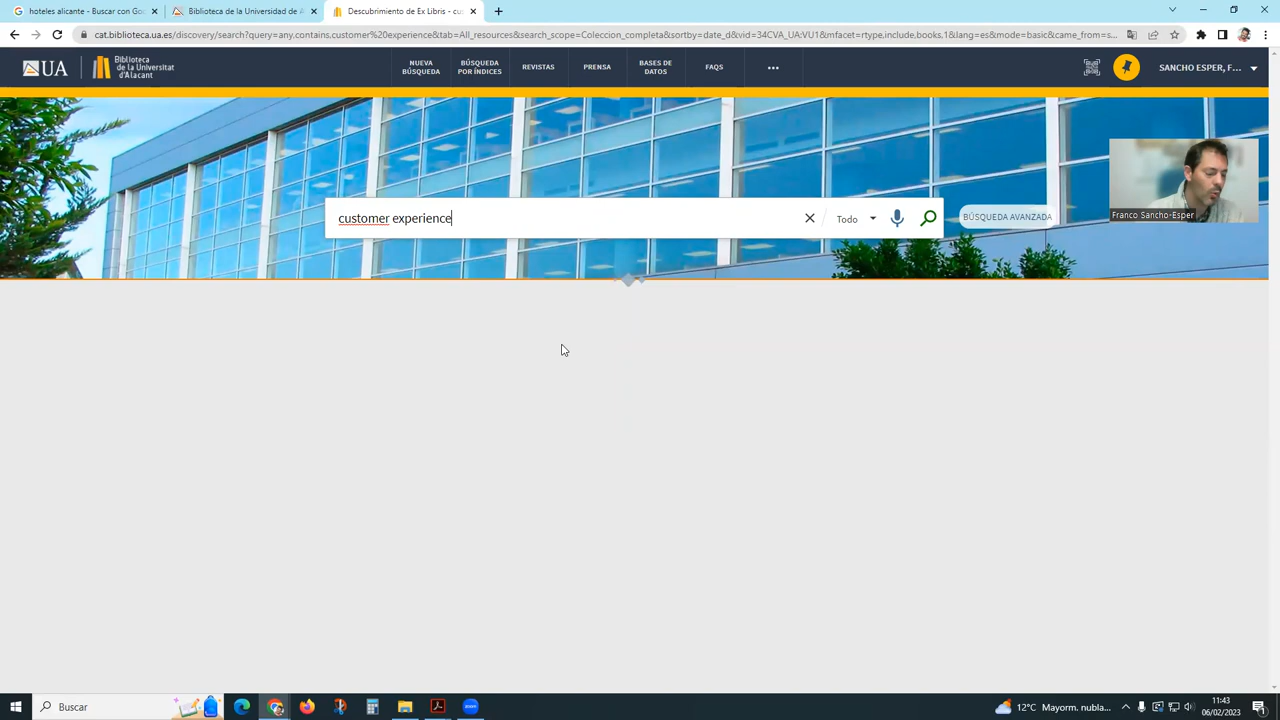 hoteles alicante - Buscar con Goo
Biblioteca de la Universidad de A
Descubrimiento de Ex Libris - cu
cat.biblioteca.ua.es/discovery/search?query=any,contains,customer%20experience&tab=All_resources&search_scope=Coleccion_completa&sortby=date_d&vid=34CVA_UA:VU1&mfacet=rtype,include,books,1&lang=es&mode=basic&came_from=s...
UA
Biblioteca
de la Universitat
d'Alacant
NUEVA
BÚSQUEDA
BÚSQUEDA
POR ÍNDICES
REVISTAS
PRENSA
BASES DE
DATOS
FAQS
...
SANCHO ESPER, F...
customer experience
Todo
BÚSQUEDA AVANZADA
Franco Sancho-Esper
Buscar
zoom
12°C Mayorm. nubla...
11:43
06/02/2023
1